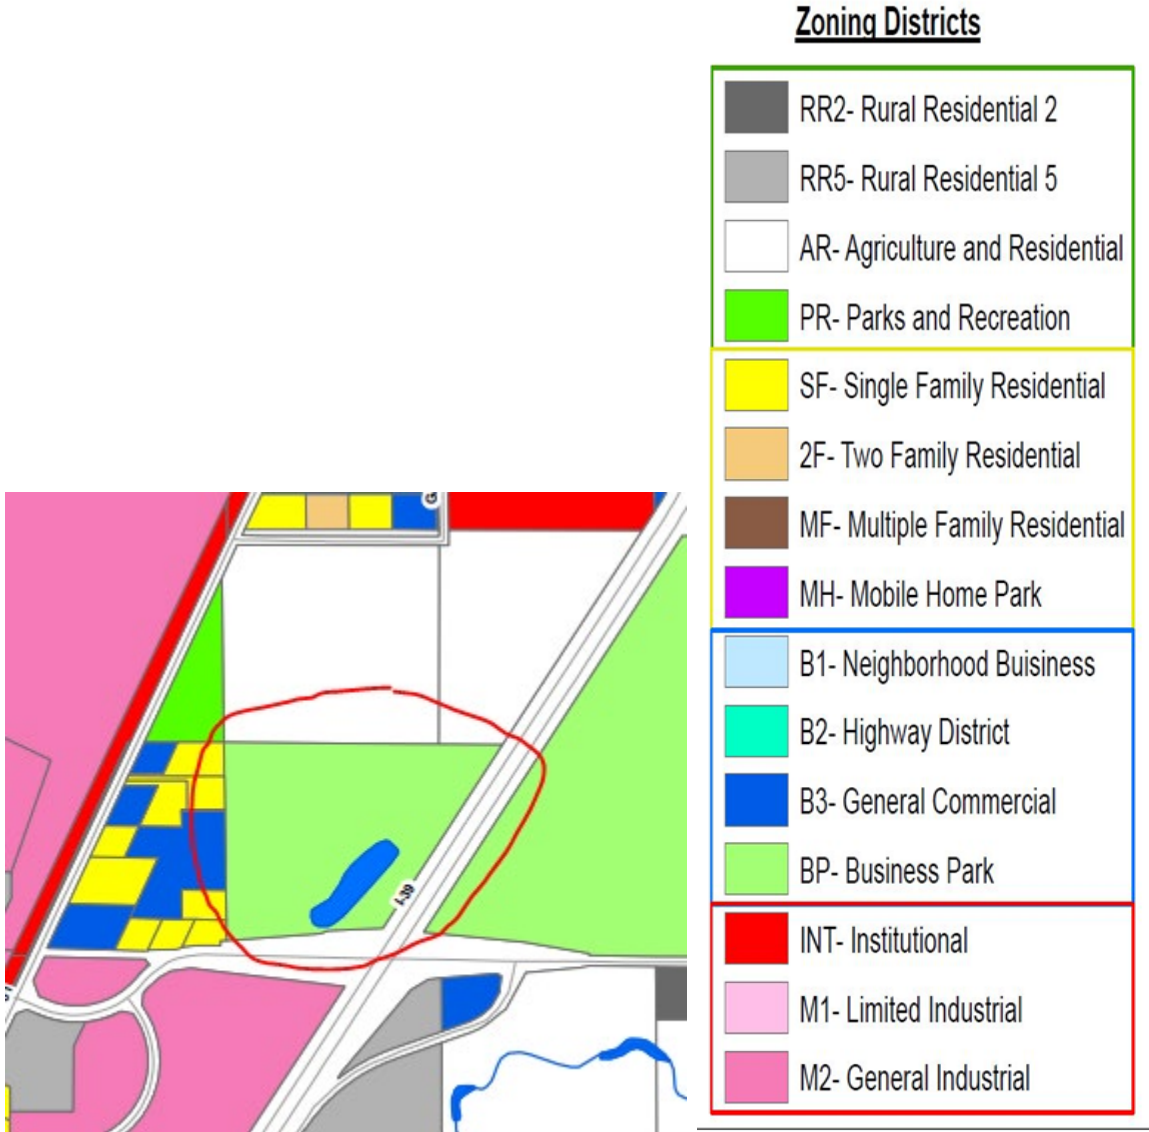 Zoning Districts
RR2- Rural Residential 2
RR5- Rural Residential 5
AR- Agriculture and Residential
PR- Parks and Recreation
SF- Single Family Residential
2F- Two Family Residential
MF- Multiple Family Residential
MH- Mobile Home Park
B1- Neighborhood Buisiness
B2- Highway District
B3- General Commercial
BP- Business Park
INT- Institutional
M1- Limited Industrial
M2- General Industrial
I-39